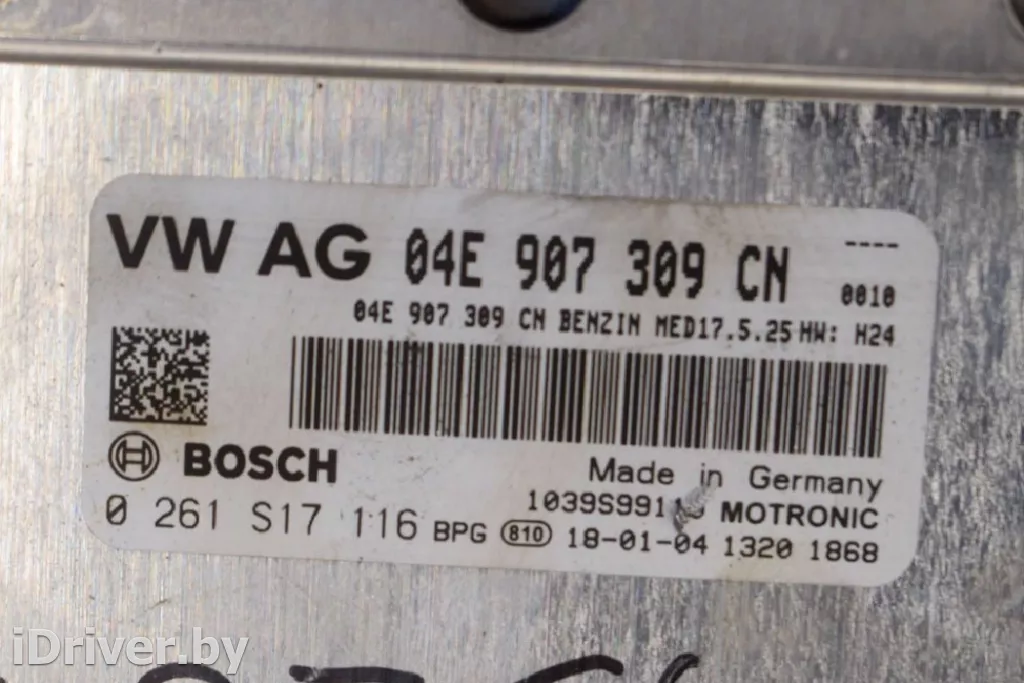 VW AG 04E 907 309 CN ----
0010
04E 907 309 CN BENZIN MED17.5.25 HW: H24
BOSCH
Made in Germany
MOTRONIC
0 261 S17 116 BPG 810 18-01-04 1320 1868
iDriver.by